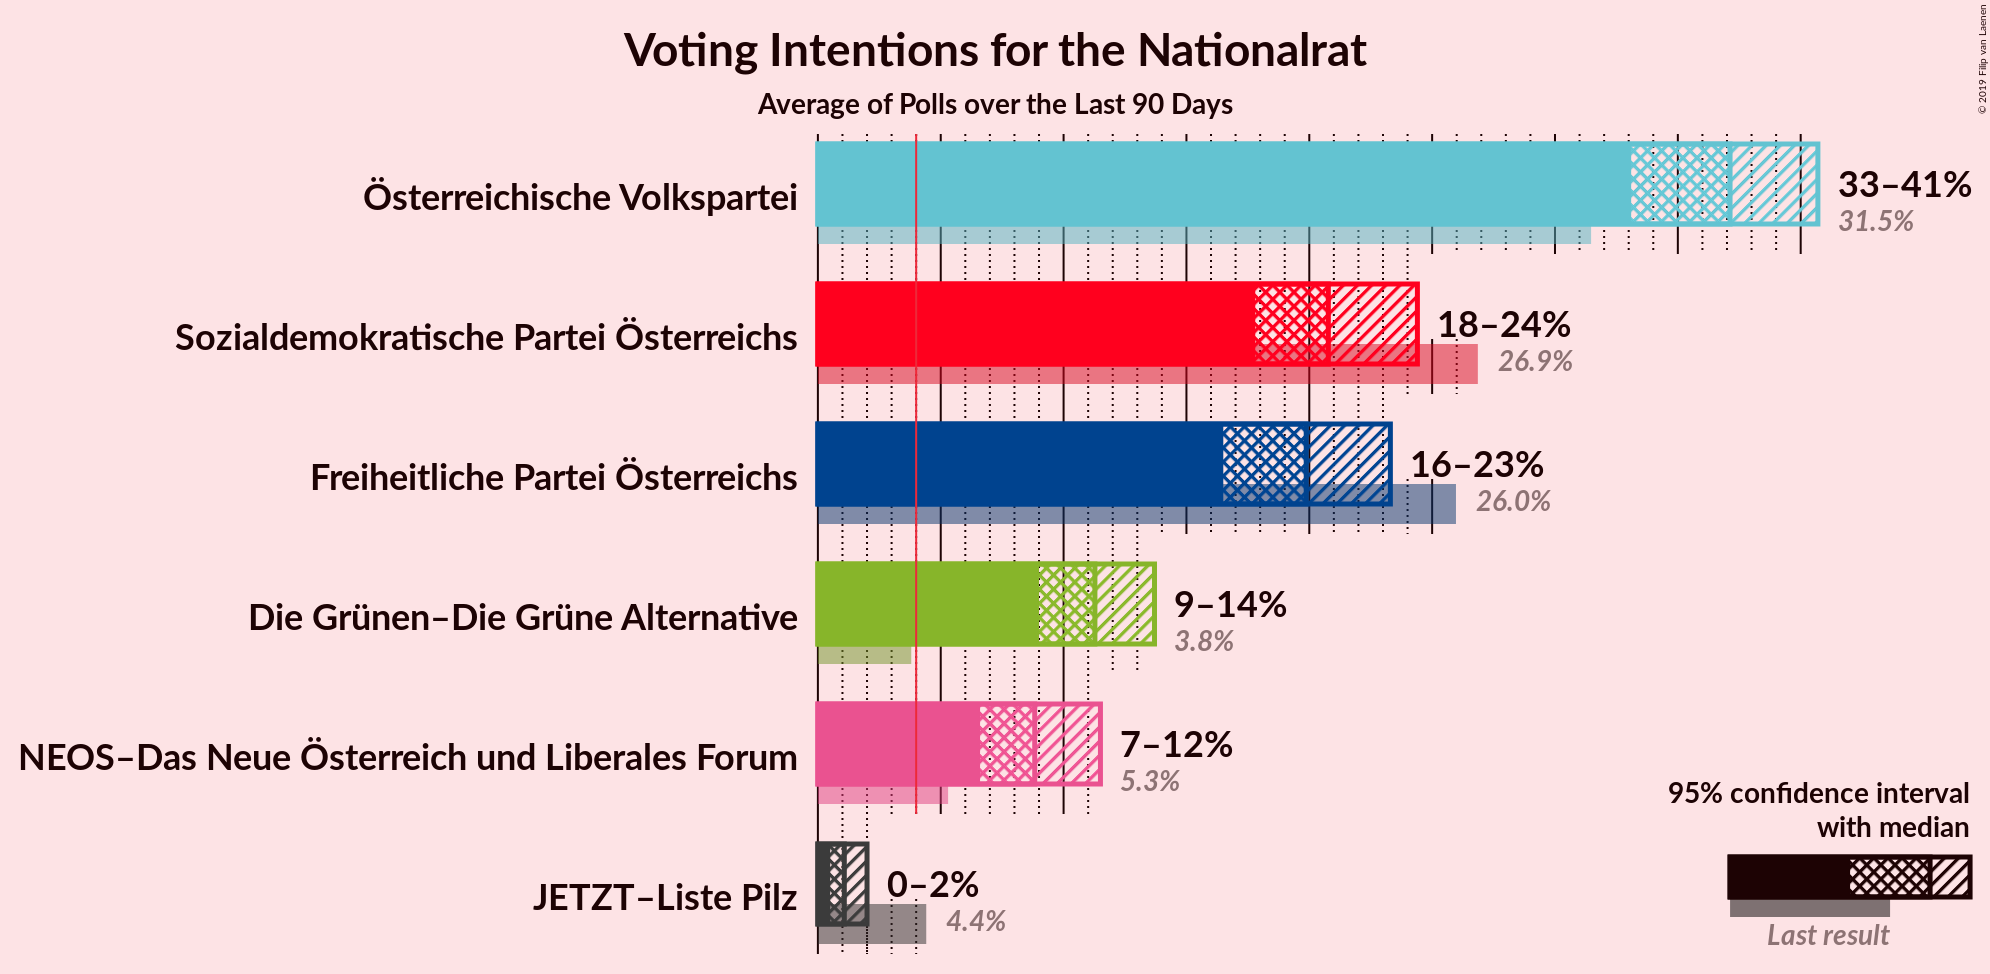 Voting Intentions for the Nationalrat
Average of Polls over the Last 90 Days
© 2019 Filip van Laenen
Österreichische Volkspartei
33–41%
31.5%
Sozialdemokratische Partei Österreichs
18–24%
26.9%
Freiheitliche Partei Österreichs
16–23%
26.0%
Die Grünen–Die Grüne Alternative
9–14%
3.8%
NEOS–Das Neue Österreich und Liberales Forum
7–12%
5.3%
JETZT–Liste Pilz
0–2%
4.4%
95% confidence interval
with median
Last result